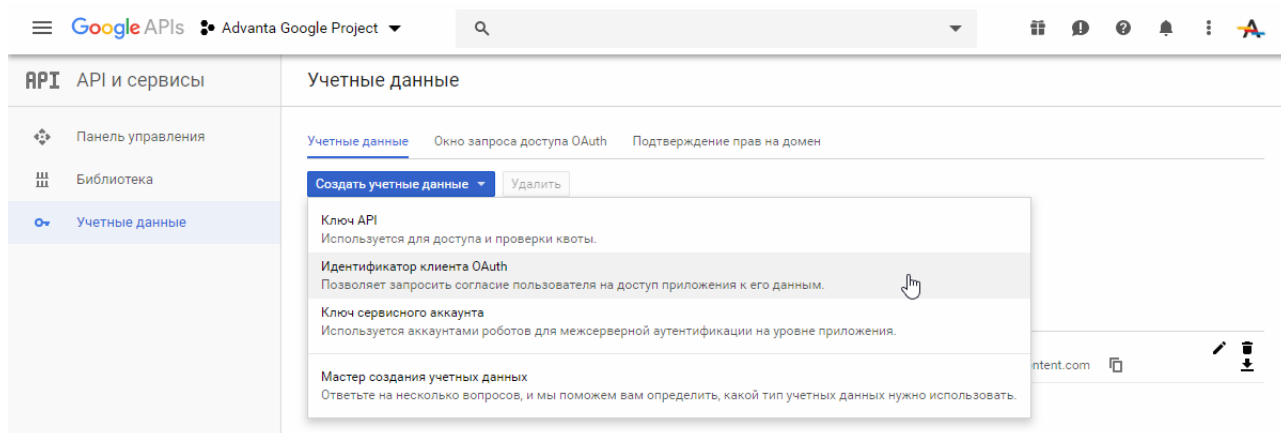 Google APIs Advanta Google Project
API API и сервисы
Учетные данные
Панель управления
Учетные данные Окно запроса доступа OAuth Подтверждение прав на домен
Библиотека
Создать учетные данные Удалить
Учетные данные
Ключ API
Используется для доступа и проверки квоты.
Идентификатор клиента OAuth
Позволяет запросить согласие пользователя на доступ приложения к его данным.
Ключ сервисного аккаунта
Используется аккаунтами роботов для межсерверной аутентификации на уровне приложения.
ntent.com
Мастер создания учетных данных
Ответьте на несколько вопросов, и мы поможем вам определить, какой тип учетных данных нужно использовать.